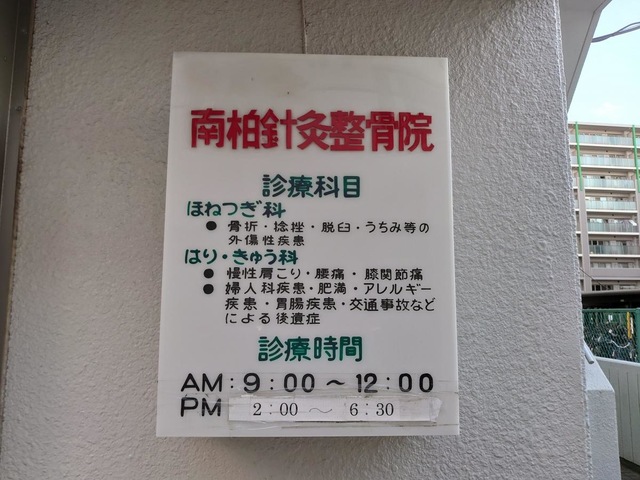 南柏針灸整骨院
診療科目
ほねつぎ科
● 骨折・捻挫・脱臼・うちみ等の
外傷性疾患
はり・きゅう科
● 慢性肩こり・腰痛・膝関節痛
● 婦人科疾患・肥満・アレルギー
疾患・胃腸疾患・交通事故など
による後遺症
診療時間
AM:9:00～12:00
PM 2:00～6:30